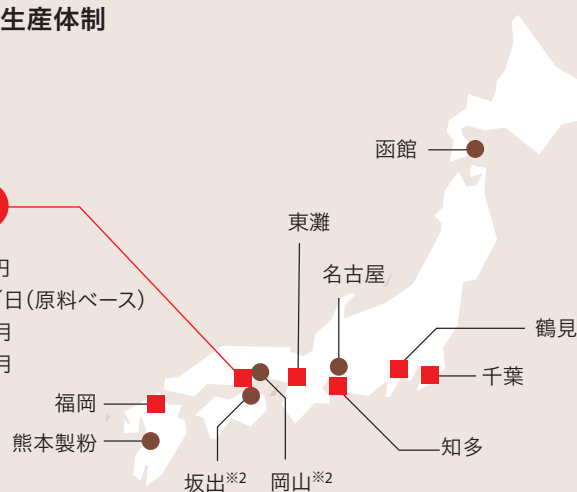 生産体制
函館
東灘
名古屋
円
/日(原料ベース)
月
月
鶴見
千葉
福岡
熊本製粉
知多
坂出※2
岡山※2